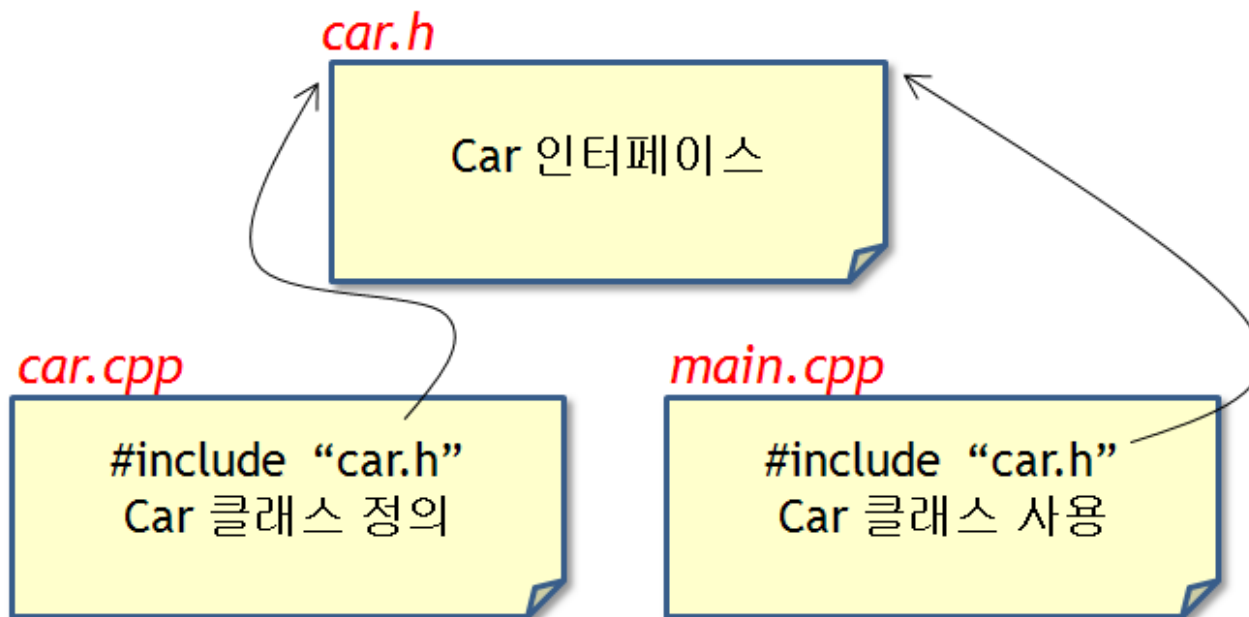 car.h
Car 인터페이스
car.cpp
#include “car.h”
Car 클래스 정의
main.cpp
#include “car.h”
Car 클래스 사용